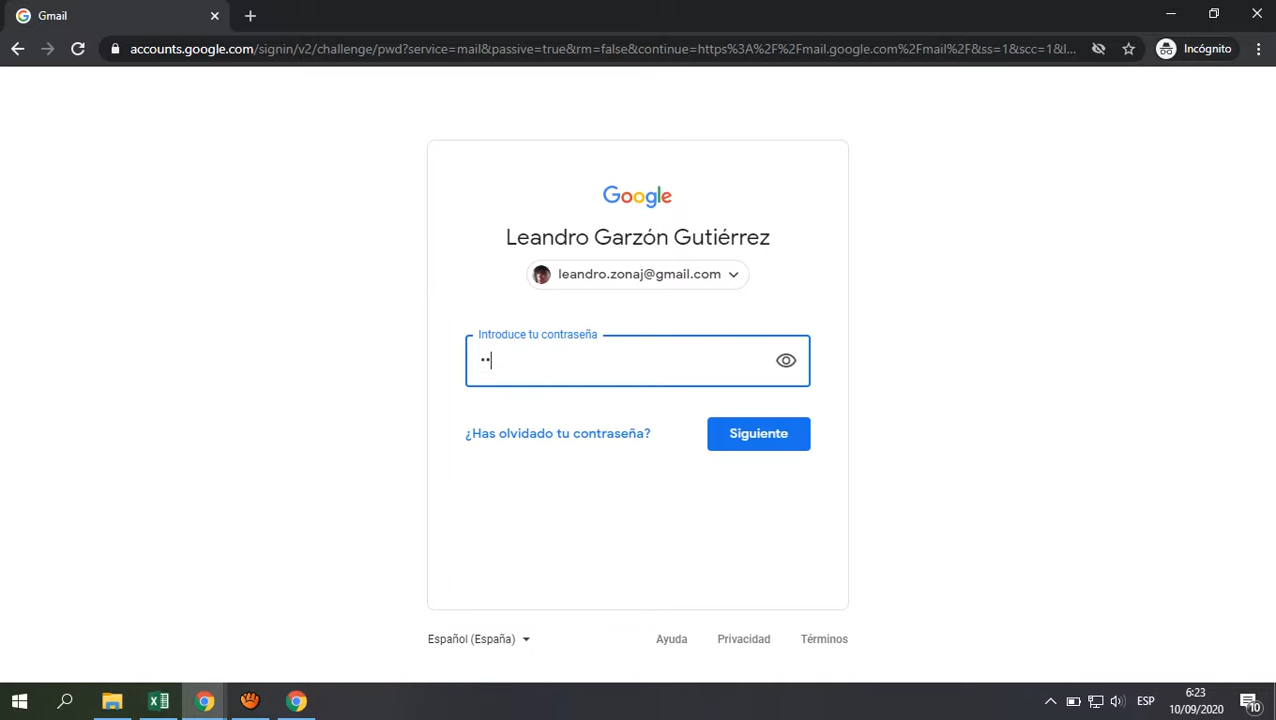 Gmail
accounts.google.com/signin/v2/challenge/pwd?service=mail&passive=true&rm=false&continue=https%3A%2F%2Fmail.google.com%2Fmail%2F&ss=1&scc=1&l...
Incógnito
Google
Leandro Garzón Gutiérrez
leandro.zonaj@gmail.com
Introduce tu contraseña
••
¿Has olvidado tu contraseña?
Siguiente
Español (España)
Ayuda
Privacidad
Términos
ESP
6:23
10/09/2020
10